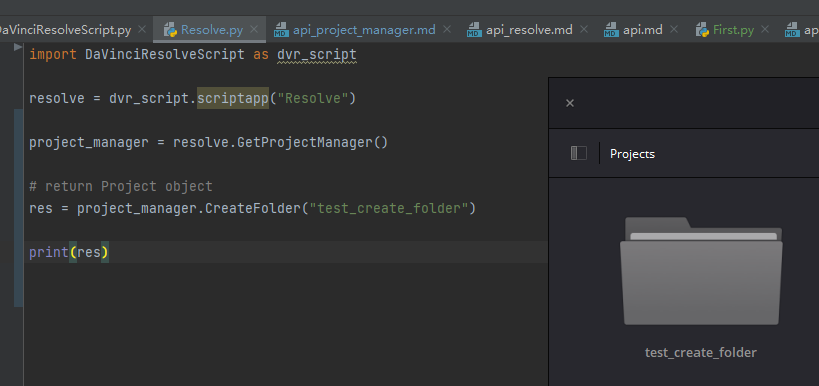 DaVinciResolveScript.py
Resolve.py
api_project_manager.md
api_resolve.md
api.md
First.py
ap
import DaVinciResolveScript as dvr_script
resolve = dvr_script.scriptapp("Resolve")
project_manager = resolve.GetProjectManager()
# return Project object
res = project_manager.CreateFolder("test_create_folder")
print(res)
Projects
test_create_folder